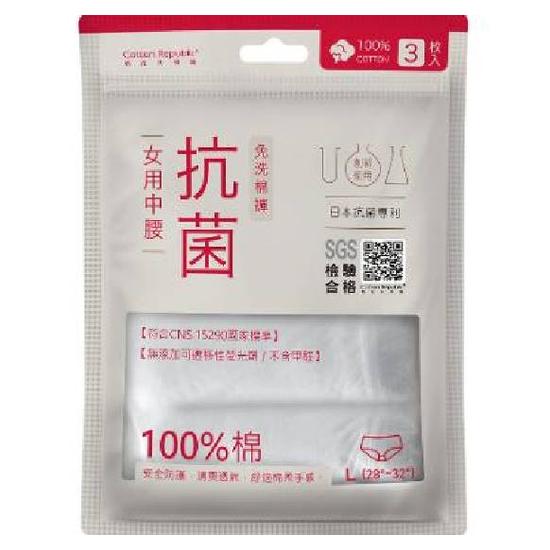 Cotton Republic®
棉花共和國
100%
COTTON
3枚入
抗菌
免洗棉褲
女用中腰
日本抗菌專利
SGS
檢驗
合格
Cotton Republic®
【符合CNS 15290國家標準】
【無添加可遷移性螢光劑/不含甲醛】
100%棉
安全防護、清爽透氣、舒適棉柔手感。
L (28"~32")